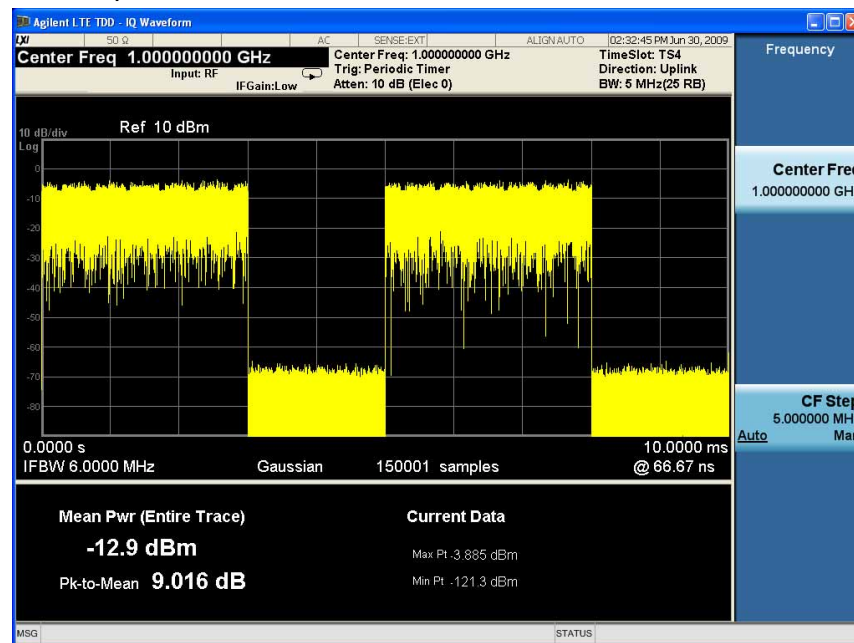 Agilent LTE TDD - IQ Waveform
LXI 50 Ω AC SENSE:EXT ALIGN AUTO 02:32:45 PM Jun 30, 2009
Center Freq 1.000000000 GHz
Input: RF
IFGain:Low
Center Freq: 1.000000000 GHz
Trig: Periodic Timer
Atten: 10 dB (Elec 0)
TimeSlot: TS4
Direction: Uplink
BW: 5 MHz(25 RB)
Frequency
10 dB/div Ref 10 dBm
Log
0
-10
-20
-30
-40
-50
-60
-70
-80
Center Fre
1.000000000 GH
CF Step
5.000000 MH
Auto Ma
0.0000 s 10.0000 ms
IFBW 6.0000 MHz Gaussian 150001 samples @ 66.67 ns
Mean Pwr (Entire Trace)
-12.9 dBm
Pk-to-Mean 9.016 dB
Current Data
Max Pt -3.885 dBm
Min Pt -121.3 dBm
MSG STATUS